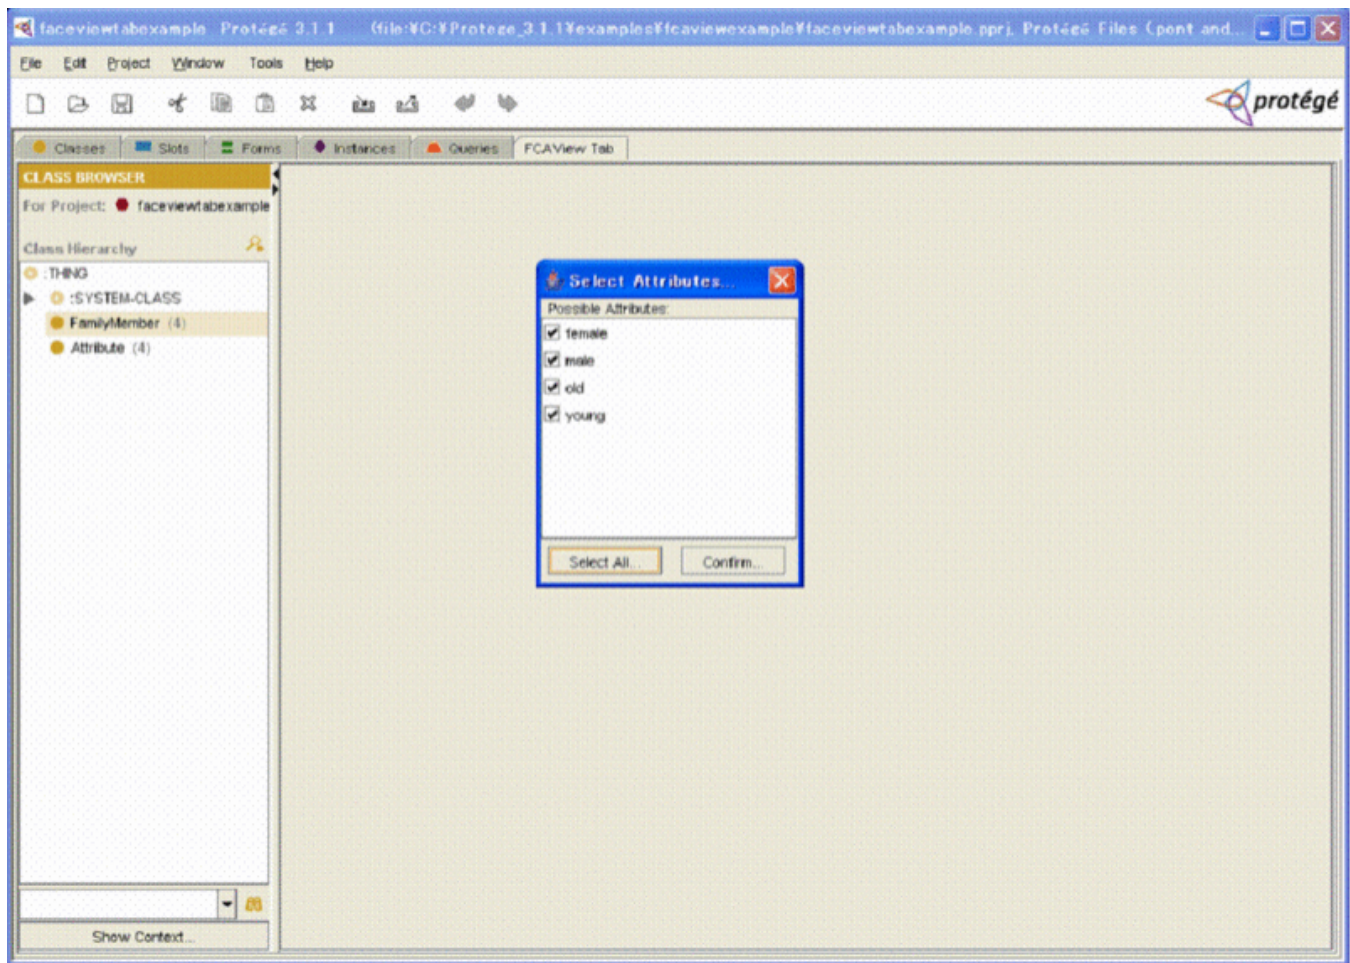 faceviewtabexample Protégé 3.1.1 (file:¥C:¥Protege_3.1.1¥examples¥fcaviewexample¥faceviewtabexample.pprj, Protégé Files (.pont and...
File Edit Project Window Tools Help
protégé
Classes Slots Forms Instances Queries FCAView Tab
CLASS BROWSER
For Project: faceviewtabexample
Class Hierarchy
:THING
:SYSTEM-CLASS
FamilyMember (4)
Attribute (4)
Select Attributes...
Possible Attributes:
female
male
old
young
Select All... Confirm...
Show Context...